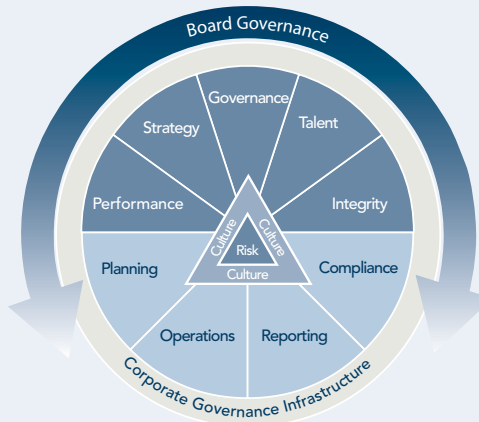 Board Governance
Governance
Strategy
Talent
Performance
Integrity
Culture
Culture
Risk
Culture
Planning
Compliance
Operations
Reporting
Corporate Governance Infrastructure